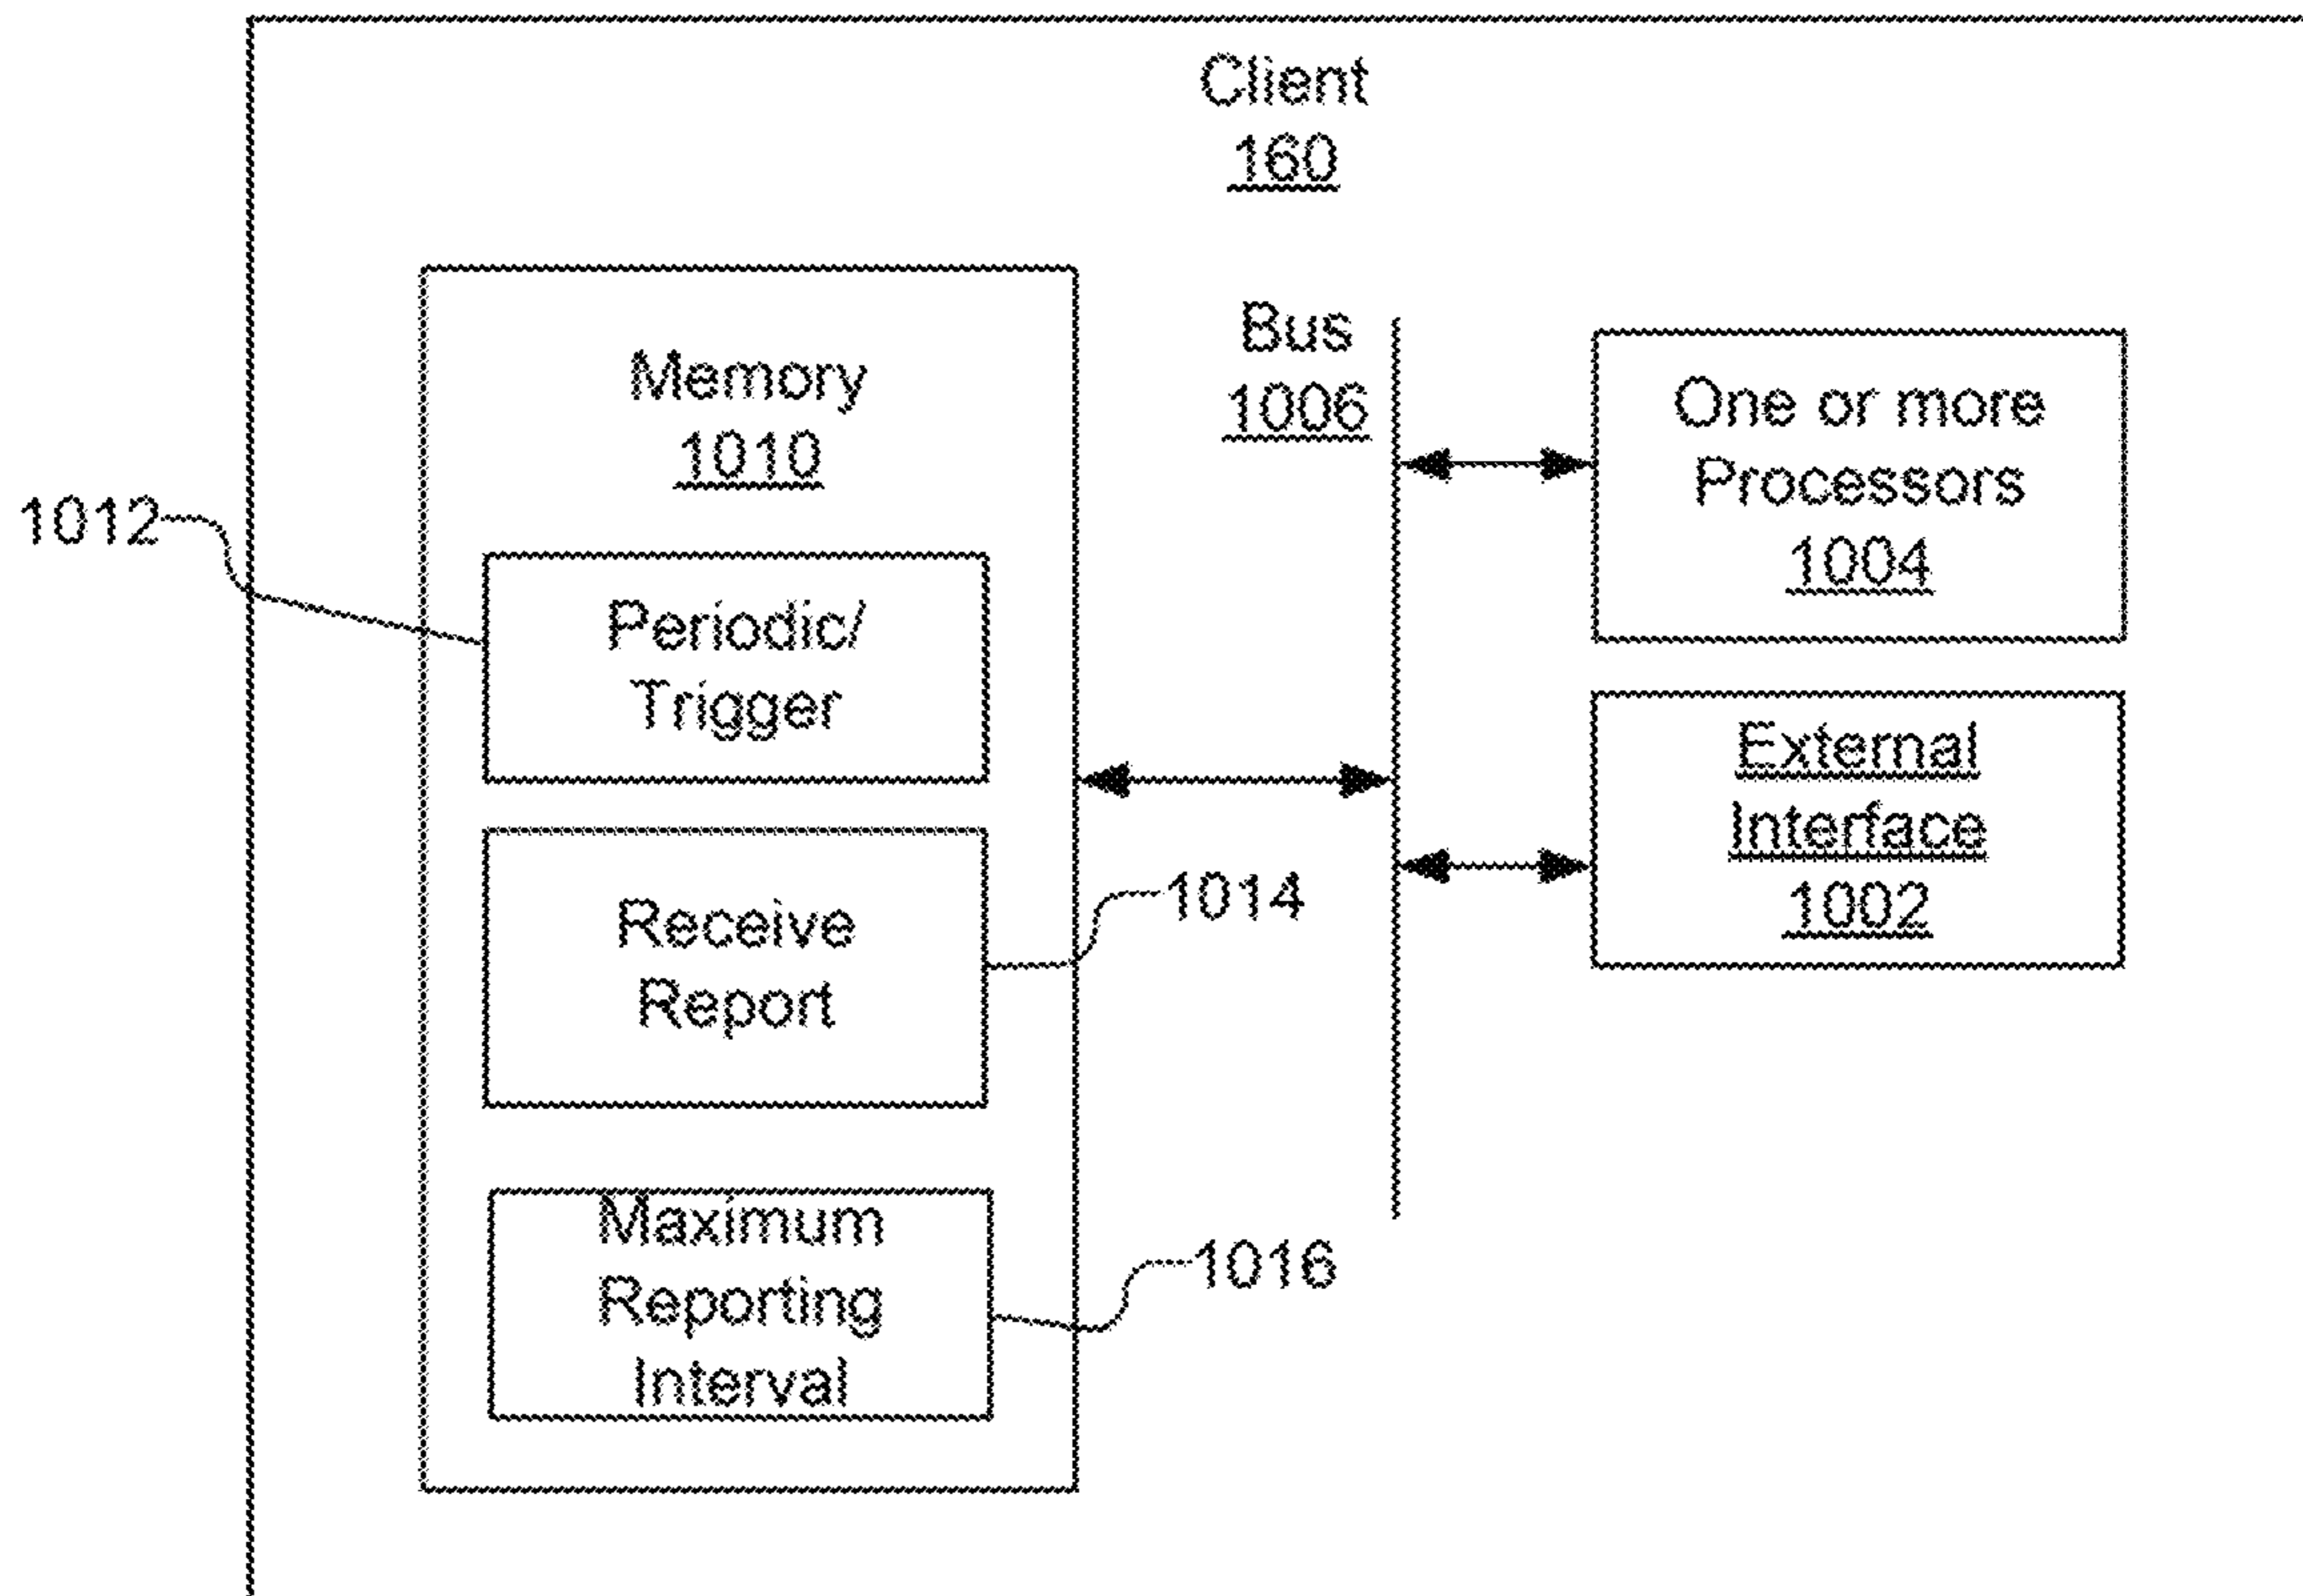 Client
160
Memory
1010
1012
Periodic/
Trigger
Receive
Report
1014
Maximum
Reporting
Interval
1016
Bus
1006
One or more
Processors
1004
External
Interface
1002